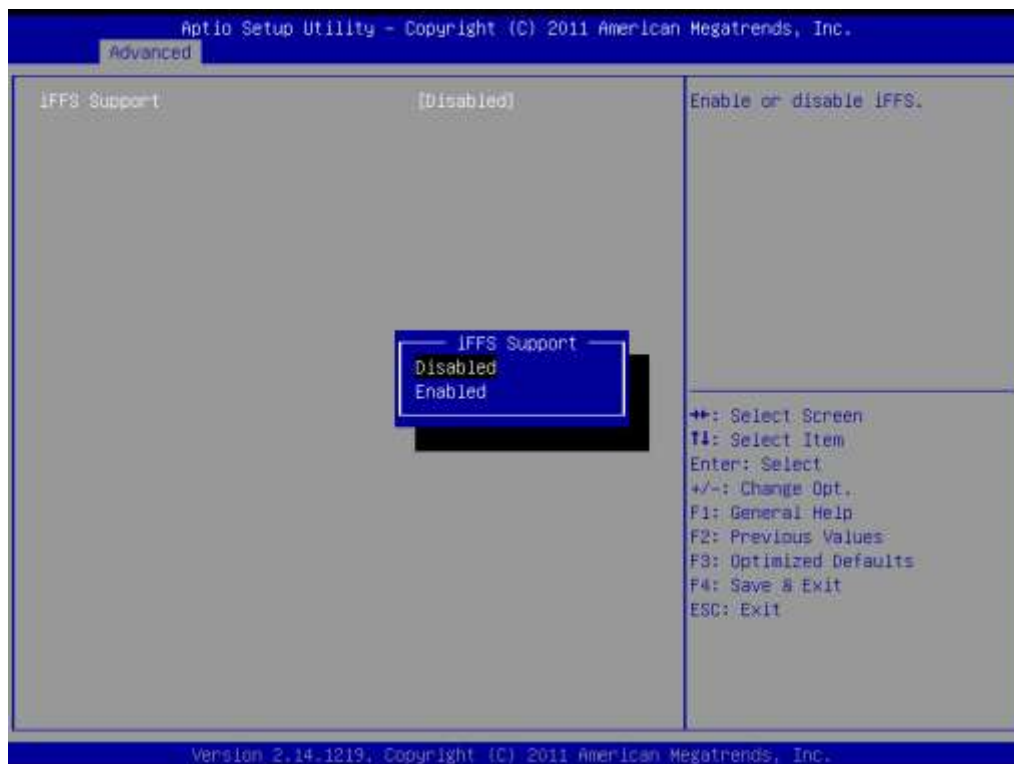 Aptio Setup Utility – Copyright (C) 2011 American Megatrends, Inc.
Advanced
iFFS Support [Disabled]
Enable or disable iFFS.
iFFS Support
Disabled
Enabled
→←: Select Screen
↑↓: Select Item
Enter: Select
+/-: Change Opt.
F1: General Help
F2: Previous Values
F3: Optimized Defaults
F4: Save & Exit
ESC: Exit
Version 2.14.1219. Copyright (C) 2011 American Megatrends, Inc.